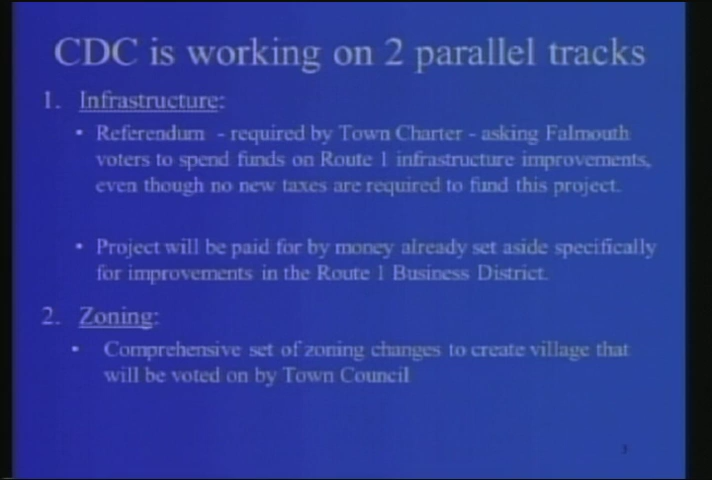 CDC is working on 2 parallel tracks
1. Infrastructure:
• Referendum - required by Town Charter - asking Falmouth
voters to spend funds on Route 1 infrastructure improvements,
even though no new taxes are required to fund this project.
• Project will be paid for by money already set aside specifically
for improvements in the Route 1 Business District.
2. Zoning:
• Comprehensive set of zoning changes to create village that
will be voted on by Town Council